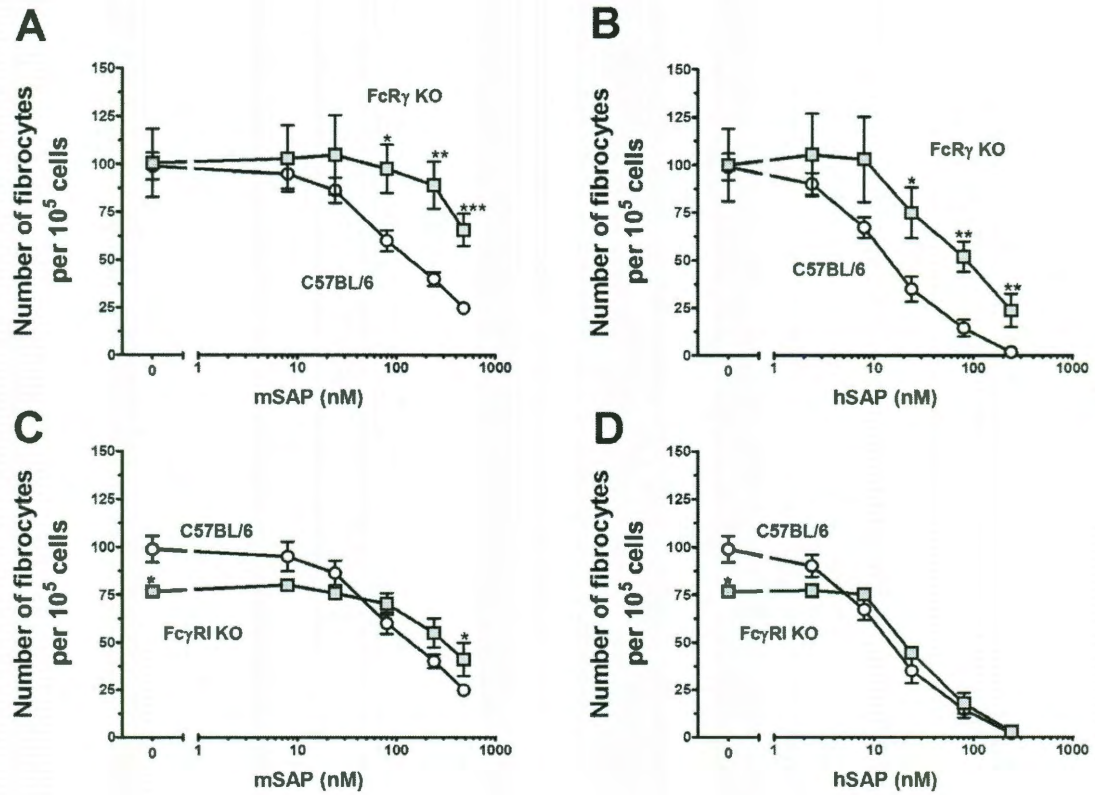 A
Number of fibrocytes
per 10⁵ cells
150
125
100
75
50
25
0
FcRγ KO
*
**
***
C57BL/6
0
1
10
100
1000
mSAP (nM)
B
Number of fibrocytes
per 10⁵ cells
150
125
100
75
50
25
0
FcRγ KO
*
**
**
C57BL/6
0
1
10
100
1000
hSAP (nM)
C
Number of fibrocytes
per 10⁵ cells
150
125
100
75
50
25
0
C57BL/6
*
*
FcγRI KO
0
1
10
100
1000
mSAP (nM)
D
Number of fibrocytes
per 10⁵ cells
150
125
100
75
50
25
0
C57BL/6
*
FcγRI KO
0
1
10
100
1000
hSAP (nM)